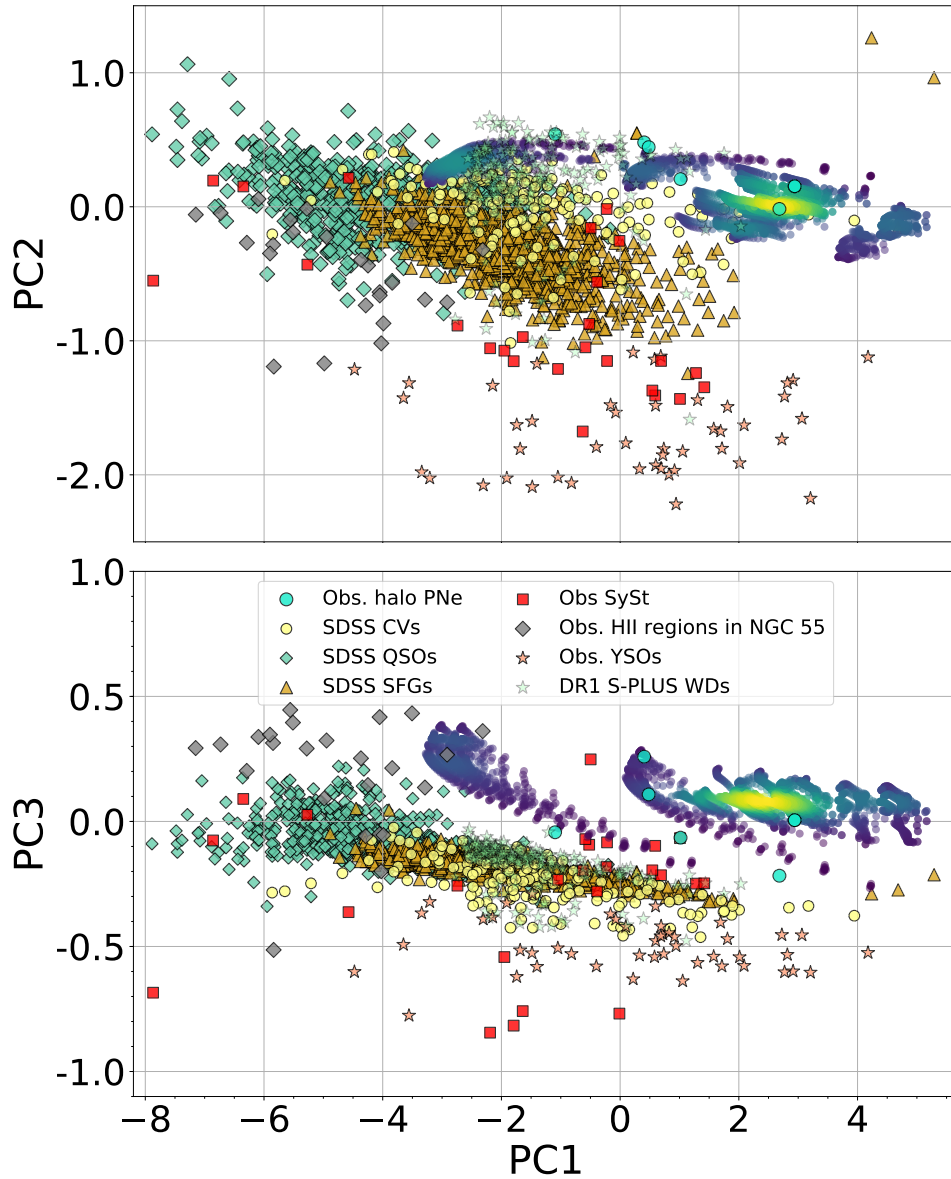 1.0
0.0
-1.0
-2.0
PC2
1.0
0.5
0.0
-0.5
-1.0
PC3
Obs. halo PNe
SDSS CVs
SDSS QSOs
SDSS SFGs
Obs SySt
Obs. HII regions in NGC 55
Obs. YSOs
DR1 S-PLUS WDs
−8 −6 −4 −2 0 2 4
PC1